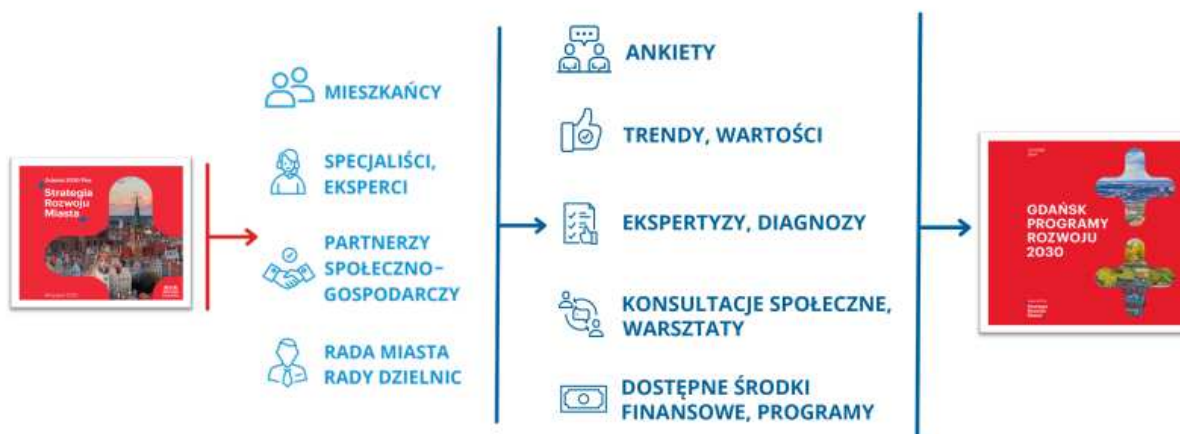 Strategia
Rozwoju
Miasta
MIESZKAŃCY
SPECJALIŚCI,
EKSPERCI
PARTNERZY
SPOŁECZNO-
GOSPODARCZY
RADA MIASTA
RADY DZIELNIC
ANKIETY
TRENDY, WARTOŚCI
EKSPERTYZY, DIAGNOZY
KONSULTACJE SPOŁECZNE,
WARSZTATY
DOSTĘPNE ŚRODKI
FINANSOWE, PROGRAMY
GDAŃSK
PROGRAMY
ROZWOJU
2030